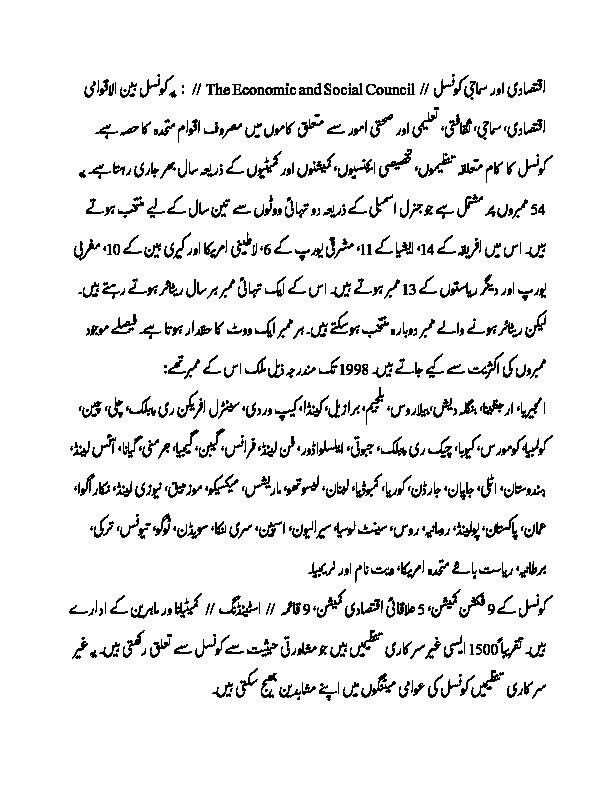 اقتصادی اور سماجی کونسل // The Economic and Social Council // : یہ کونسل بین الاقوامی
اقتصادی، سماجی، ثقافتی، تعلیمی اور صحتی امور سے متعلق کاموں میں مصروف اقوام متحدہ کا حصہ ہے۔
کونسل کا کام متعلقہ تنظیموں، تخصیصی ایجنسیوں، کمیشنوں اور کمیٹیوں کے ذریعہ سال بھر جاری رہتا ہے۔ یہ
54 ممبروں پر مشتمل ہے جو جنرل اسمبلی کے ذریعہ دو تہائی ووٹوں سے تین سال کے لیے منتخب ہوتے
ہیں۔ اس میں افریقہ کے 14، ایشیا کے 11، مشرقی یورپ کے 6، لاطینی امریکا اور کیری بین کے 10، مغربی
یورپ اور دیگر ریاستوں کے 13 ممبر ہوتے ہیں۔ اس کے ایک تہائی ممبر ہر سال ریٹائر ہوتے رہتے ہیں۔
لیکن ریٹائر ہونے والے ممبر دوبارہ منتخب ہوسکتے ہیں۔ ہر ممبر ایک ووٹ کا حقدار ہوتا ہے۔ فیصلے موجود
ممبروں کی اکثریت سے کیے جاتے ہیں۔ 1998 تک مندرجہ ذیل ملک اس کے ممبر تھے:
الجیریا، ارجنٹینا، بنگلہ دیش، بیلاروس، بلجیم، برازیل، کینڈا، کیپ وردی، سینٹرل افریکن ری پبلک، چلی، چین،
کولمبیا، کومورس، کیوبا، چیک ری پبلک، جبوتی، ایلسلواڈور، فن لینڈ، فرانس، گیبن، گیمبیا، جرمنی، گیانا، آئس لینڈ،
ہندوستان، اٹلی، جاپان، جارڈن، کوریا، کمبوڈیا، لبنان، لیسوتھو، ماریشس، میکسیکو، موزمبیق، نیوزی لینڈ، نکاراگوا،
عمان، پاکستان، پولینڈ، رومانیہ، روس، سینٹ لوسیا، سیرالیون، اسپین، سری لنکا، سویڈن، ٹوگو، تیونس، ترکی،
برطانیہ، ریاست ہائے متحدہ امریکا، ویت نام اور
کونسل کے 9 فنکشن کمیشن، 5 علاقائی اقتصادی کمیشن، 9 قائمہ // اسٹینڈنگ // کمیٹیاں اور ماہرین کے ادارے
ہیں۔ تقریباً 1500 ایسی غیر سرکاری تنظیمیں ہیں جو مشاورتی حیثیت سے کونسل سے تعلق رکھتی ہیں۔ یہ غیر
سرکاری تنظیمیں کونسل کی عوامی میٹنگوں میں اپنے مشاہدین بھیج سکتی ہیں۔